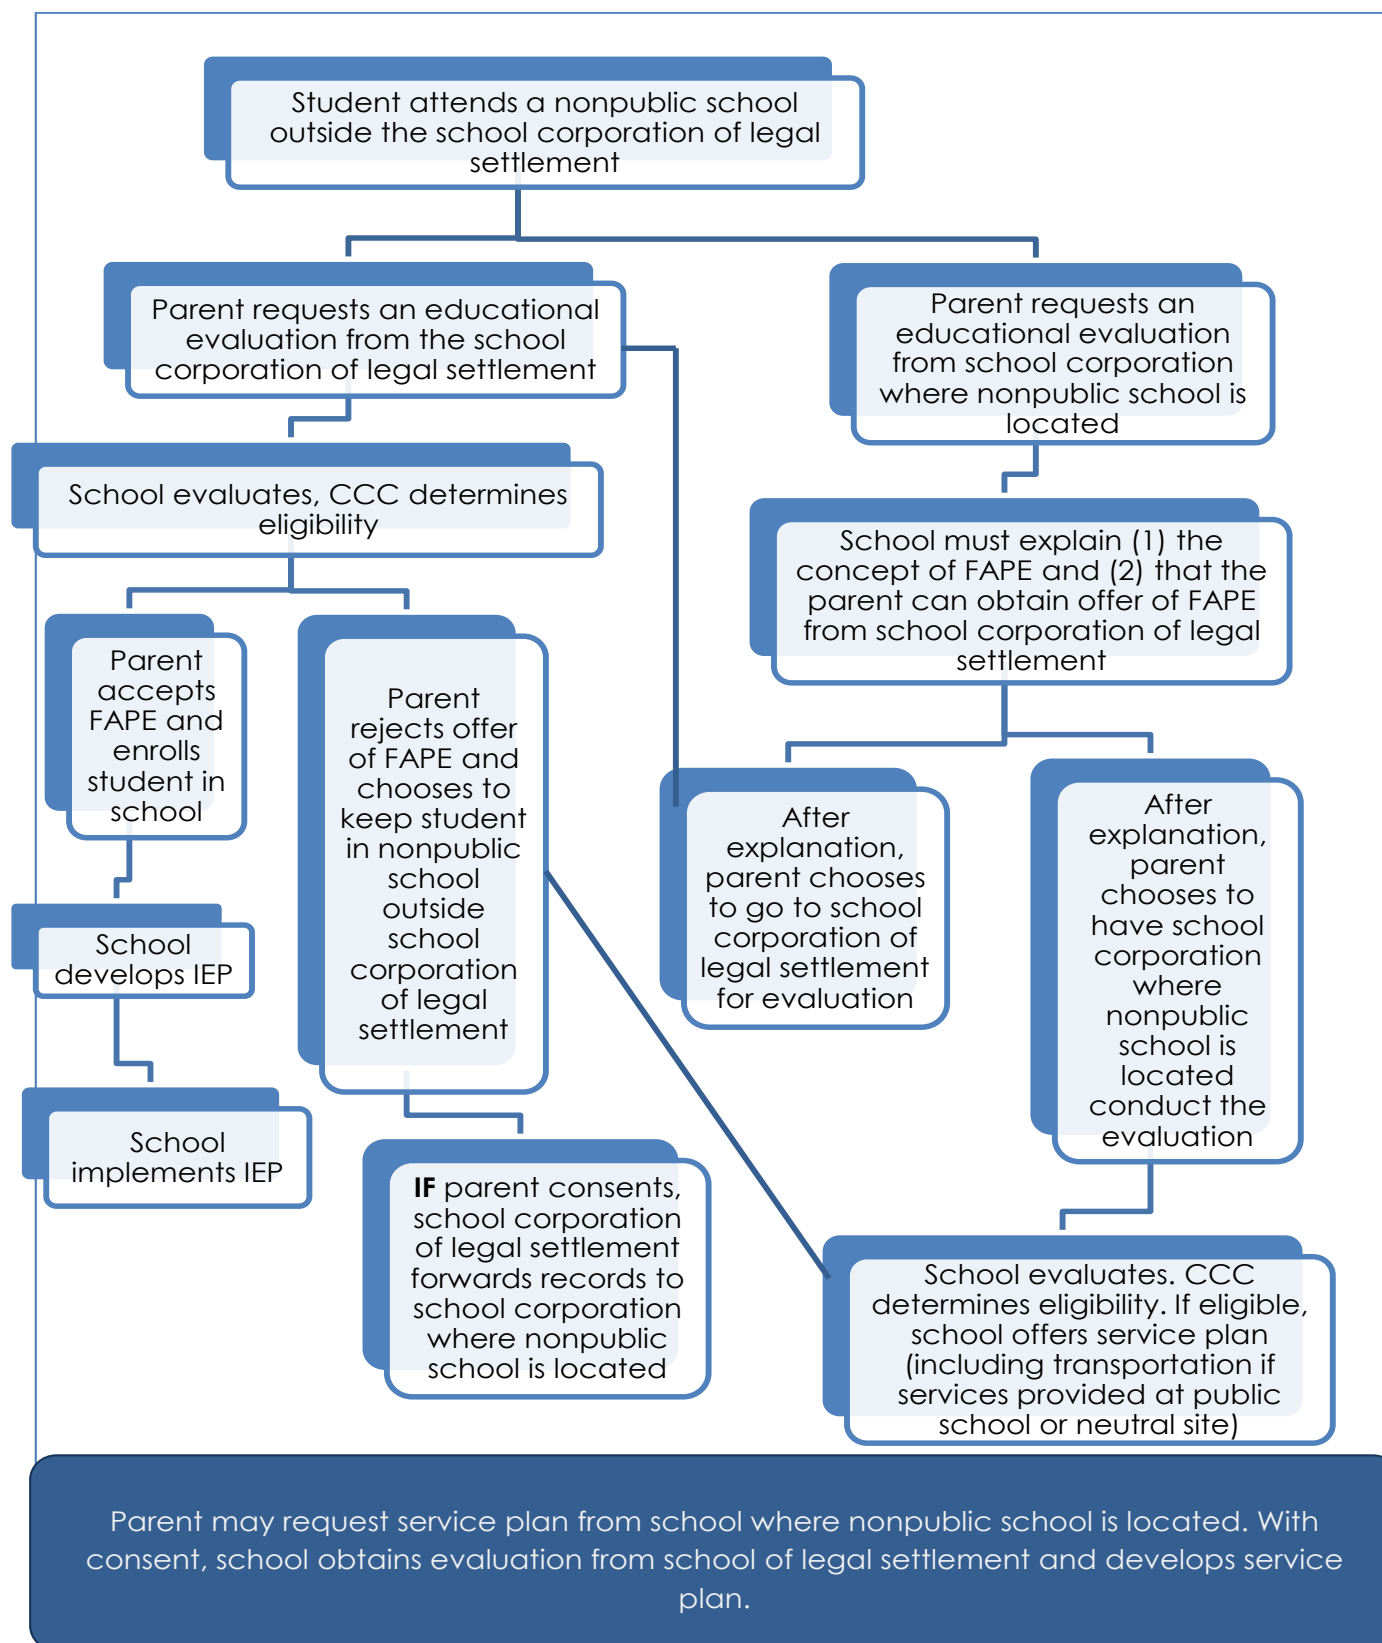 Student attends a nonpublic school
outside the school corporation of legal
settlement
Parent requests an educational
evaluation from the school
corporation of legal settlement
Parent requests an
educational evaluation
from school corporation
where nonpublic school is
located
School evaluates, CCC determines
eligibility
School must explain (1) the
concept of FAPE and (2) that the
parent can obtain offer of FAPE
from school corporation of legal
settlement
Parent
accepts
FAPE and
enrolls
student in
school
Parent
rejects offer
of FAPE and
chooses to
keep student
in nonpublic
school
outside
school
corporation
of legal
settlement
After
explanation,
parent chooses
to go to school
corporation of
legal settlement
for evaluation
After
explanation,
parent
chooses to
have school
corporation
where
nonpublic
school is
located
conduct the
evaluation
School
develops IEP
School
implements IEP
IF parent consents,
school corporation
of legal settlement
forwards records to
school corporation
where nonpublic
school is located
School evaluates. CCC
determines eligibility. If eligible,
school offers service plan
(including transportation if
services provided at public
school or neutral site)
Parent may request service plan from school where nonpublic school is located. With
consent, school obtains evaluation from school of legal settlement and develops service
plan.